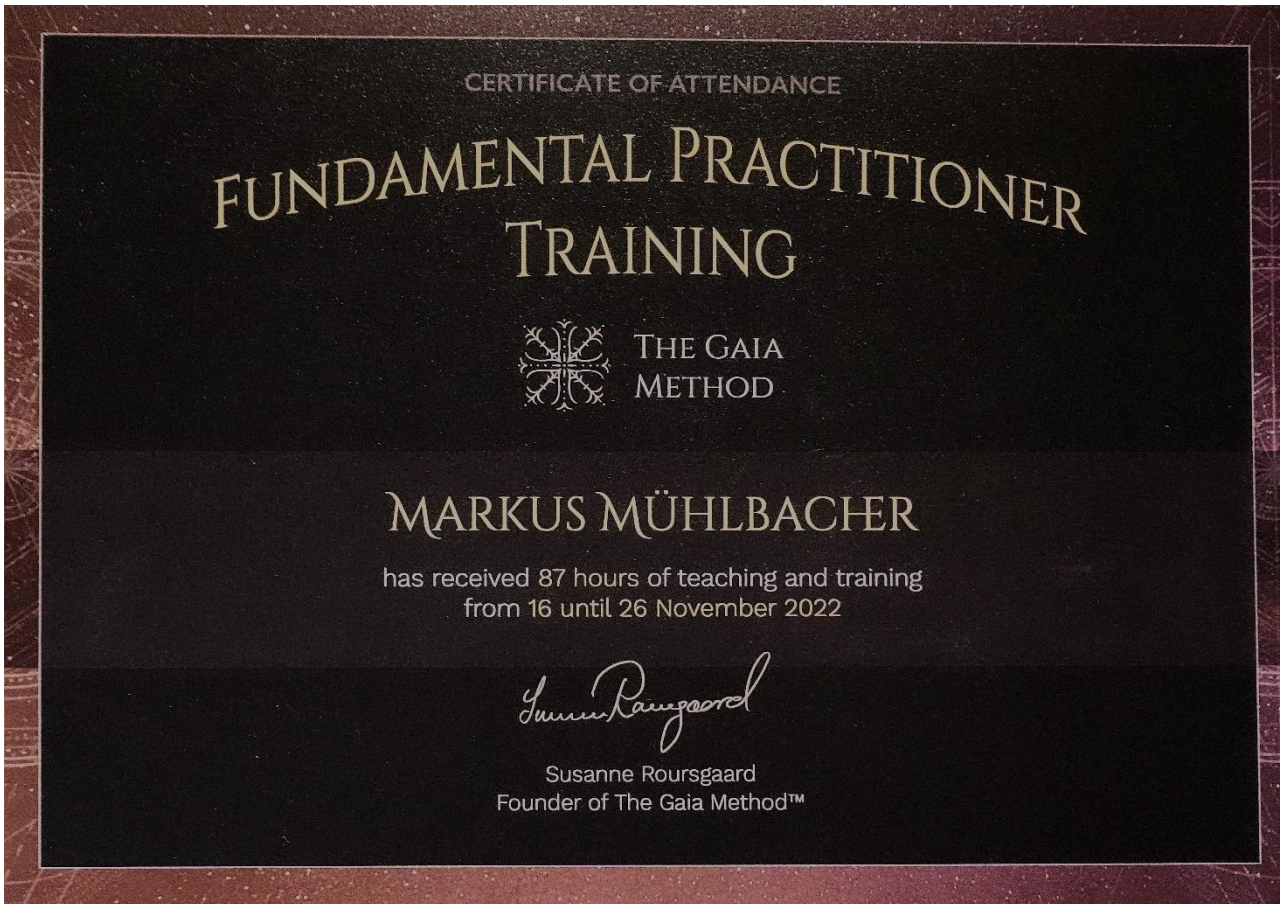 CERTIFICATE OF ATTENDANCE
FUNDAMENTAL PRACTITIONER
TRAINING
THE GAIA
METHOD
MARKUS MÜHLBACHER
has received 87 hours of teaching and training
from 16 until 26 November 2022
Susanne Roursgaard
Founder of The Gaia Method™